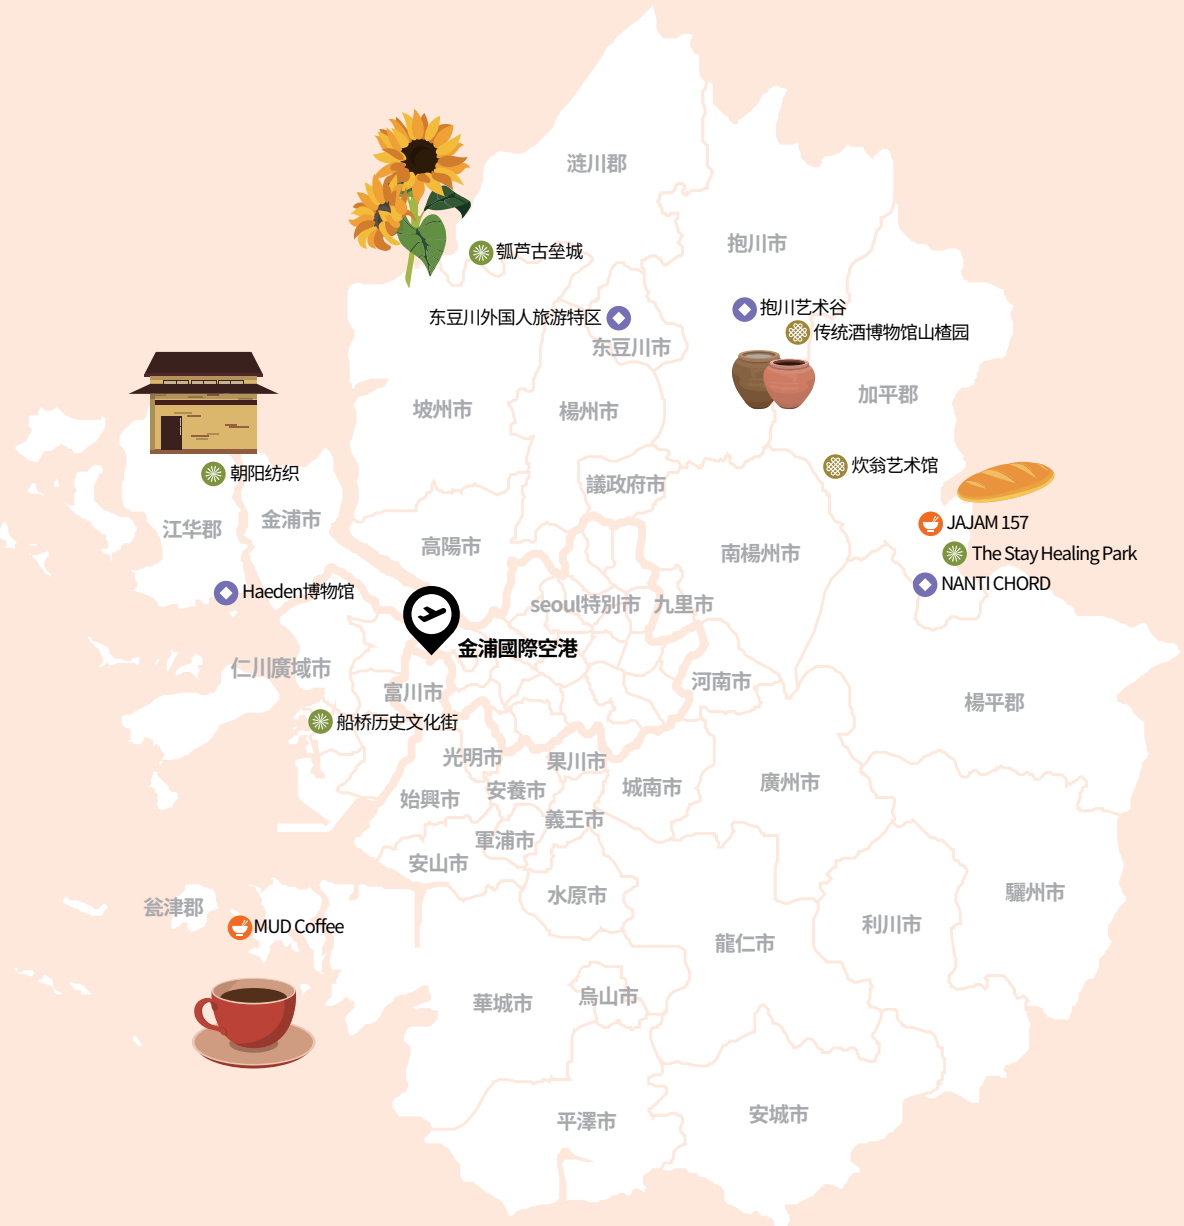 涟川郡
抱川市
瓠芦古垒城
抱川艺术谷
东豆川外国人旅游特区
传统酒博物馆山楂园
东豆川市
加平郡
坡州市
楊州市
炊翁艺术馆
朝阳纺织
議政府市
金浦市
JAJAM 157
江华郡
高陽市
南楊州市
The Stay Healing Park
NANTI CHORD
Haeden博物馆
seoul特別市
九里市
金浦國際空港
仁川廣域市
河南市
富川市
楊平郡
船桥历史文化街
光明市
果川市
廣州市
城南市
安養市
始興市
義王市
軍浦市
安山市
驪州市
水原市
瓮津郡
利川市
MUD Coffee
龍仁市
烏山市
華城市
安城市
平澤市